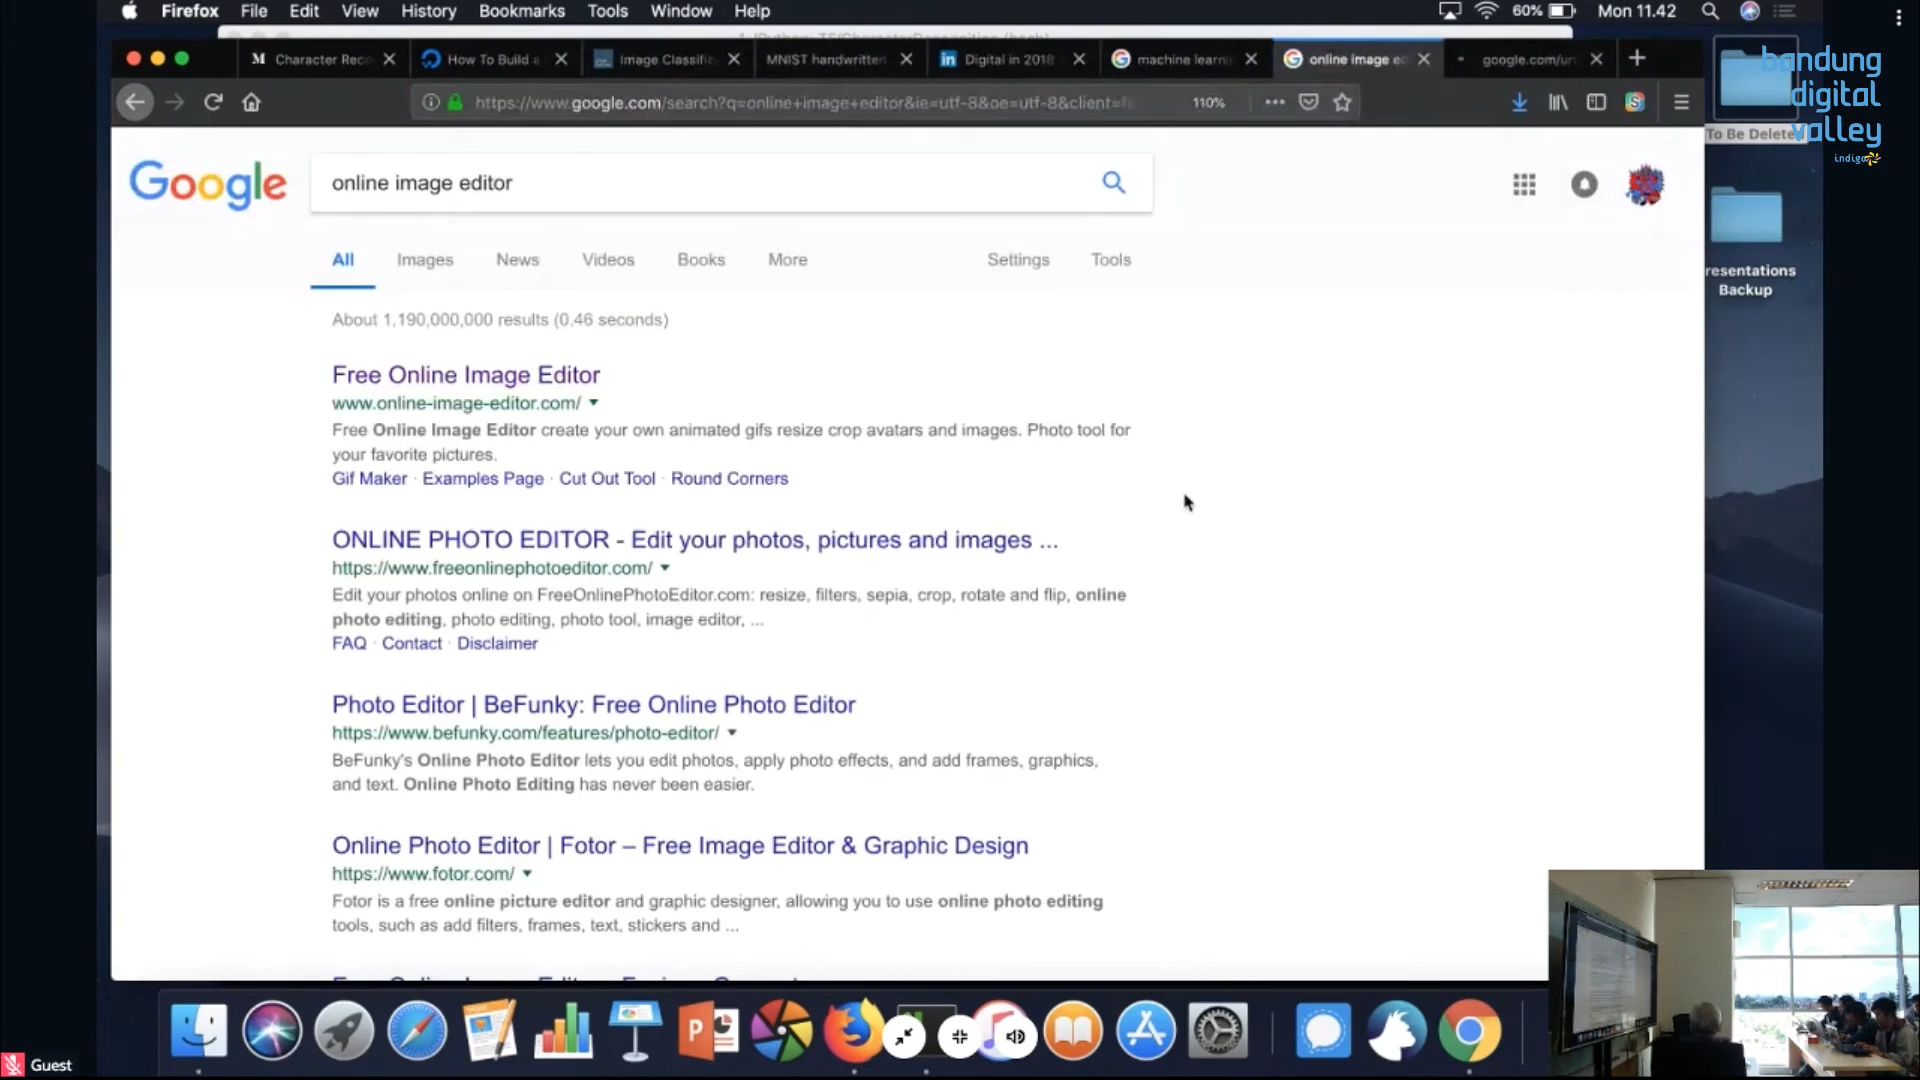 Firefox File Edit View History Bookmarks Tools Window Help 60% Mon 11.42
Character Rec
How To Build a
Image Classific
MNIST handwritten
Digital in 2018
machine learni
online image e
google.com/ur
https://www.google.com/search?q=online+image+editor&ie=utf-8&oe=utf-8&client=f 110%
bandung
digital
valley
indigo
To Be Delete
Google
online image editor
resentations
Backup
All Images News Videos Books More Settings Tools
About 1,190,000,000 results (0.46 seconds)
Free Online Image Editor
www.online-image-editor.com/
Free Online Image Editor create your own animated gifs resize crop avatars and images. Photo tool for
your favorite pictures.
Gif Maker · Examples Page · Cut Out Tool · Round Corners
ONLINE PHOTO EDITOR - Edit your photos, pictures and images ...
https://www.freeonlinephotoeditor.com/
Edit your photos online on FreeOnlinePhotoEditor.com: resize, filters, sepia, crop, rotate and flip, online
photo editing, photo editing, photo tool, image editor, ...
FAQ · Contact · Disclaimer
Photo Editor | BeFunky: Free Online Photo Editor
https://www.befunky.com/features/photo-editor/
BeFunky's Online Photo Editor lets you edit photos, apply photo effects, and add frames, graphics,
and text. Online Photo Editing has never been easier.
Online Photo Editor | Fotor – Free Image Editor & Graphic Design
https://www.fotor.com/
Fotor is a free online picture editor and graphic designer, allowing you to use online photo editing
tools, such as add filters, frames, text, stickers and ...
Guest